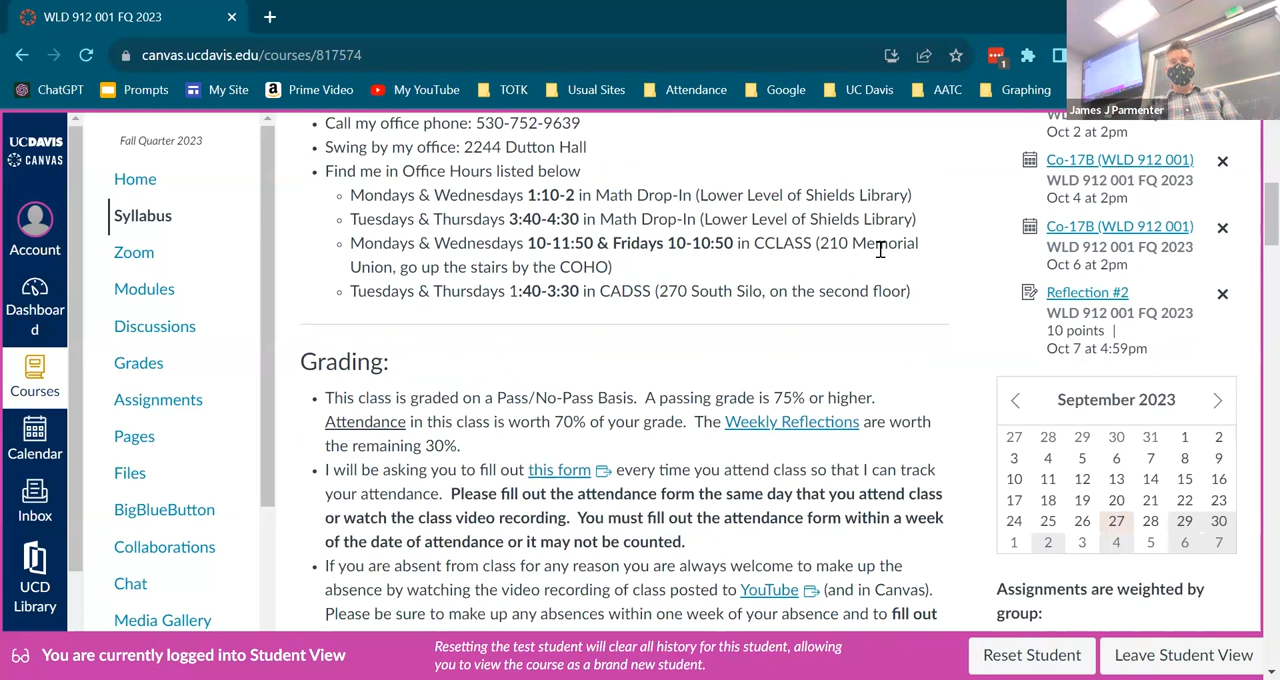 WLD 912 001 FQ 2023
canvas.ucdavis.edu/courses/817574
1
ChatGPT
Prompts
My Site
Prime Video
My YouTube
TOTK
Usual Sites
Attendance
Google
UC Davis
AATC
Graphing
James J Parmenter
UCDAVIS
CANVAS
Account
Dashboar
d
Courses
Calendar
Inbox
UCD
Library
Fall Quarter 2023
Home
Syllabus
Zoom
Modules
Discussions
Grades
Assignments
Pages
Files
BigBlueButton
Collaborations
Chat
Media Gallery
• Call my office phone: 530-752-9639
• Swing by my office: 2244 Dutton Hall
• Find me in Office Hours listed below
Mondays & Wednesdays 1:10-2 in Math Drop-In (Lower Level of Shields Library)
Tuesdays & Thursdays 3:40-4:30 in Math Drop-In (Lower Level of Shields Library)
Mondays & Wednesdays 10-11:50 & Fridays 10-10:50 in CCLASS (210 Memorial
Union, go up the stairs by the COHO)
Tuesdays & Thursdays 1:40-3:30 in CADSS (270 South Silo, on the second floor)
Grading:
• This class is graded on a Pass/No-Pass Basis. A passing grade is 75% or higher.
Attendance in this class is worth 70% of your grade. The Weekly Reflections are worth
the remaining 30%.
• I will be asking you to fill out this form every time you attend class so that I can track
your attendance. Please fill out the attendance form the same day that you attend class
or watch the class video recording. You must fill out the attendance form within a week
of the date of attendance or it may not be counted.
• If you are absent from class for any reason you are always welcome to make up the
absence by watching the video recording of class posted to YouTube (and in Canvas).
Please be sure to make up any absences within one week of your absence and to fill out
WLD 912 001 FQ 2023
Oct 2 at 2pm
Co-17B (WLD 912 001)
WLD 912 001 FQ 2023
Oct 4 at 2pm
Co-17B (WLD 912 001)
WLD 912 001 FQ 2023
Oct 6 at 2pm
Reflection #2
WLD 912 001 FQ 2023
10 points |
Oct 7 at 4:59pm
September 2023
27 28 29 30 31 1 2
3 4 5 6 7 8 9
10 11 12 13 14 15 16
17 18 19 20 21 22 23
24 25 26 27 28 29 30
1 2 3 4 5 6 7
Assignments are weighted by
group:
You are currently logged into Student View
Resetting the test student will clear all history for this student, allowing
you to view the course as a brand new student.
Reset Student
Leave Student View